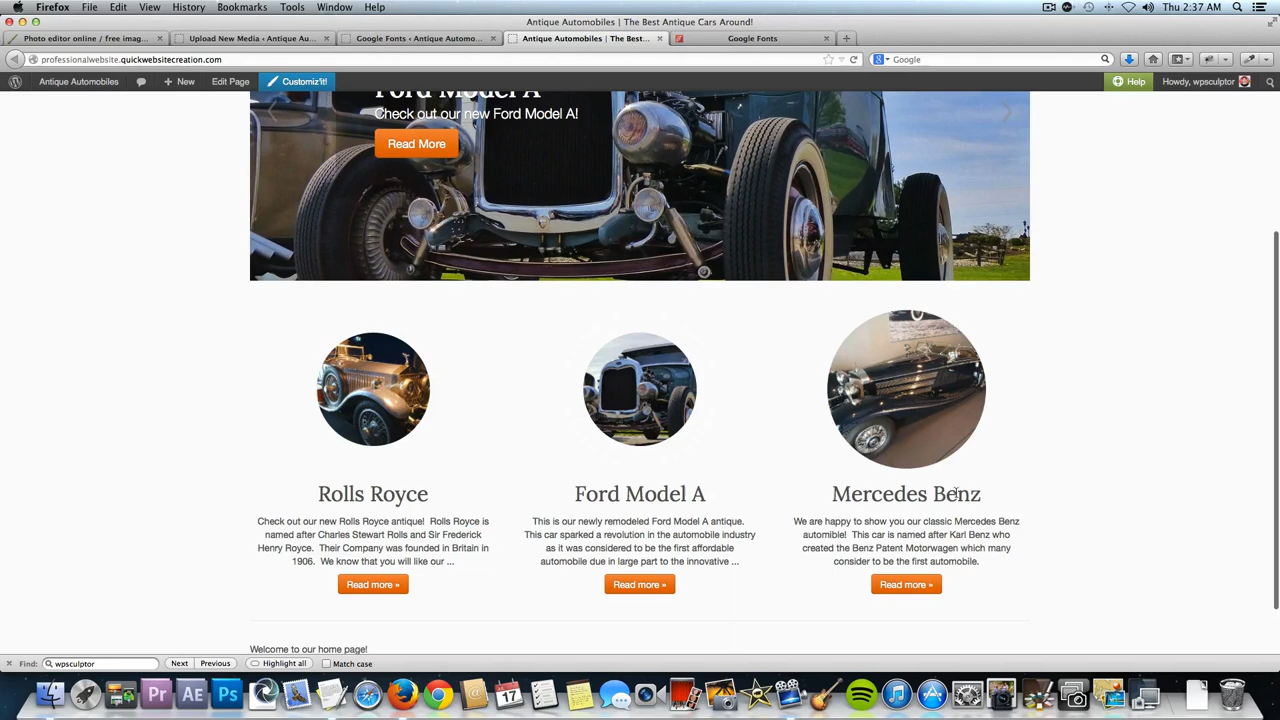 Firefox File Edit View History Bookmarks Tools Window Help Thu 2:37 AM
Antique Automobiles | The Best Antique Cars Around!
Photo editor online / free imag... Upload New Media ‹ Antique Au... Google Fonts ‹ Antique Automo... Antique Automobiles | The Best... Google Fonts
professionalwebsite.quickwebsitecreation.com Google
Antique Automobiles New Edit Page Customiz'it! Help Howdy, wpsculptor
Ford Model A
Check out our new Ford Model A!
Read More
Rolls Royce
Check out our new Rolls Royce antique! Rolls Royce is
named after Charles Stewart Rolls and Sir Frederick
Henry Royce. Their Company was founded in Britain in
1906. We know that you will like our ...
Read more »
Ford Model A
This is our newly remodeled Ford Model A antique.
This car sparked a revolution in the automobile industry
as it was considered to be the first affordable
automobile due in large part to the innovative ...
Read more »
Mercedes Benz
We are happy to show you our classic Mercedes Benz
automible! This car is named after Karl Benz who
created the Benz Patent Motorwagen which many
consider to be the first automobile.
Read more »
Welcome to our home page!
Find: wpsculptor Next Previous Highlight all Match case
Pr Ae Ps 17